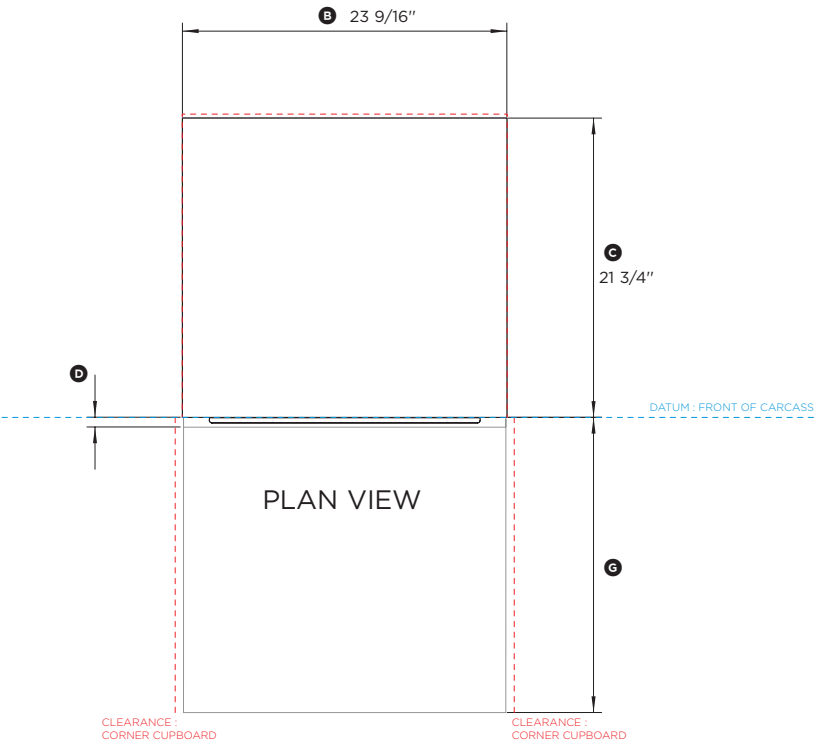 B 23 9/16"
C
21 3/4"
D
DATUM : FRONT OF CARCASS
PLAN VIEW
G
CLEARANCE :
CORNER CUPBOARD
CLEARANCE :
CORNER CUPBOARD